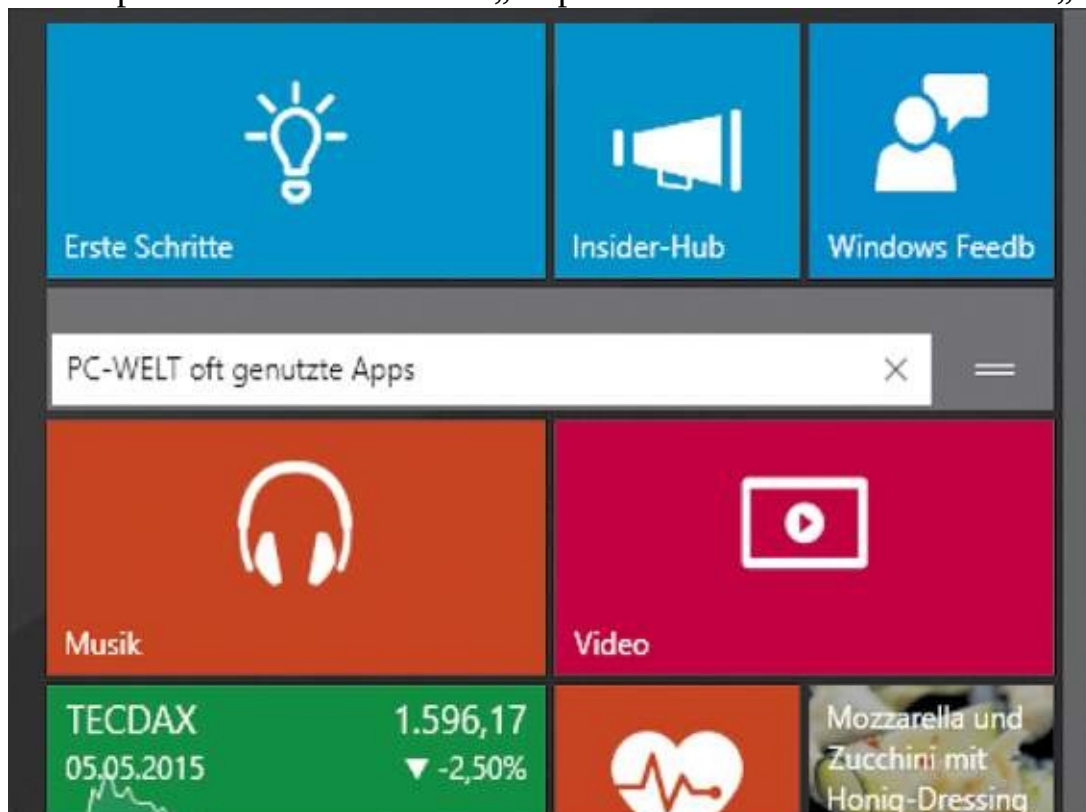 Erste Schritte
Insider-Hub
Windows Feedb
PC-WELT oft genutzte Apps
Musik
Video
TECDAX 1.596,17
05.05.2015 ▼ -2,50%
Mozzarella und
Zucchini mit
Honig-Dressing